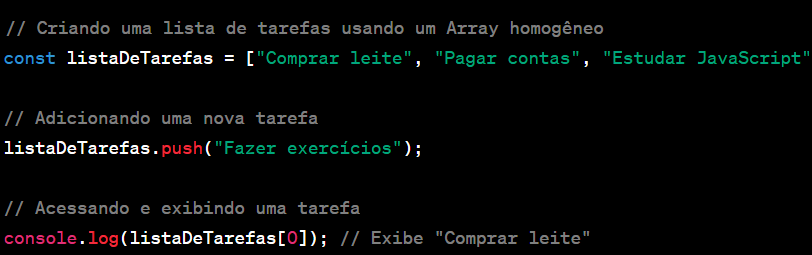 // Criando uma lista de tarefas usando um Array homogêneo
const listaDeTarefas = ["Comprar leite", "Pagar contas", "Estudar JavaScript"
// Adicionando uma nova tarefa
listaDeTarefas.push("Fazer exercícios");
// Acessando e exibindo uma tarefa
console.log(listaDeTarefas[0]); // Exibe "Comprar leite"